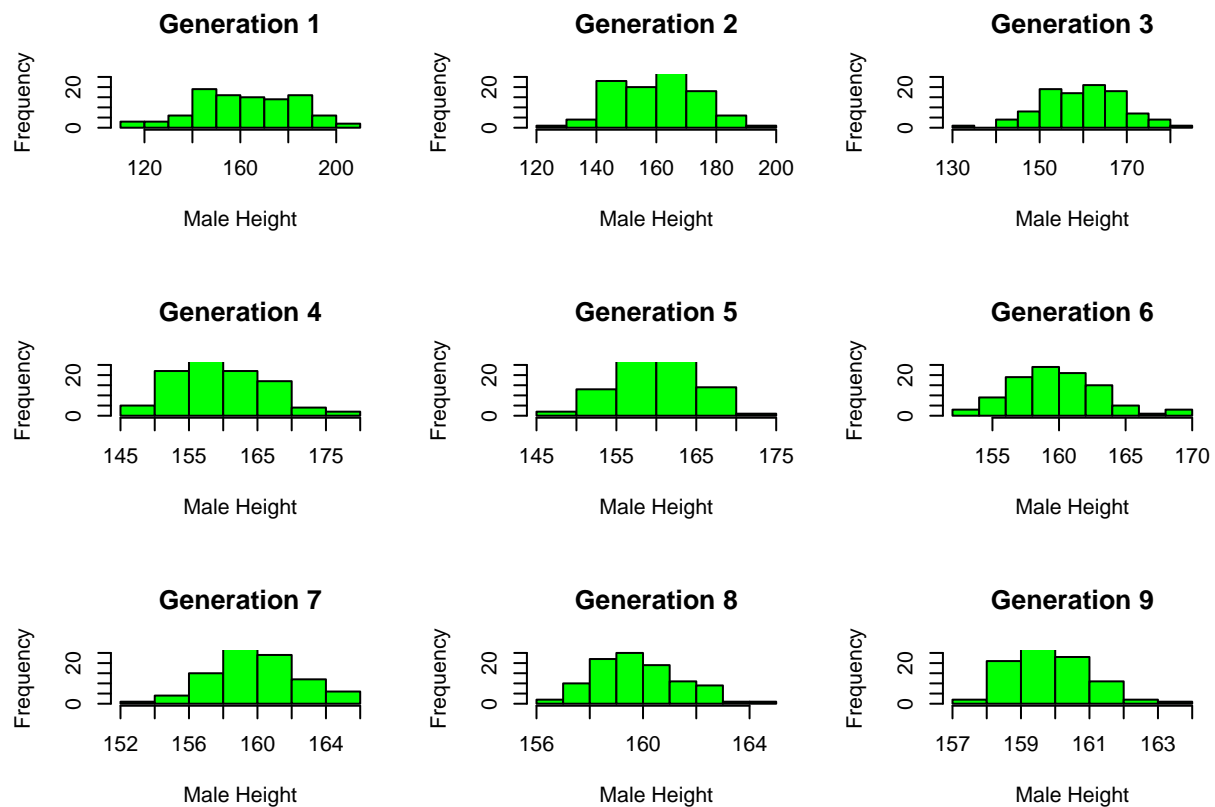 Generation 1
Frequency
0 20
120 160 200
Male Height
Generation 2
Frequency
0 20
120 140 160 180 200
Male Height
Generation 3
Frequency
0 20
130 150 170
Male Height
Generation 4
Frequency
0 20
145 155 165 175
Male Height
Generation 5
Frequency
0 20
145 155 165 175
Male Height
Generation 6
Frequency
0 20
155 160 165 170
Male Height
Generation 7
Frequency
0 20
152 156 160 164
Male Height
Generation 8
Frequency
0 20
156 160 164
Male Height
Generation 9
Frequency
0 20
157 159 161 163
Male Height